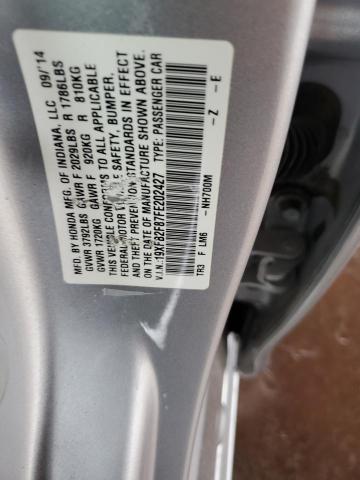 MFD. BY HONDA MFG. OF INDIANA, LLC 09/'14
GVWR 3792LBS GAWR F 2029LBS R 1786LBS
GVWR 1720KG GAWR F 920KG R 810KG
THIS VEHICLE CONFORMS TO ALL APPLICABLE
FEDERAL MOTOR VEHICLE SAFETY, BUMPER,
AND THEFT PREVENTION STANDARDS IN EFFECT
ON THE DATE OF MANUFACTURE SHOWN ABOVE.
V.I.N.:19XFB2F87FE202427 TYPE: PASSENGER CAR
TR3 F LM6 -NH700M -Z -E